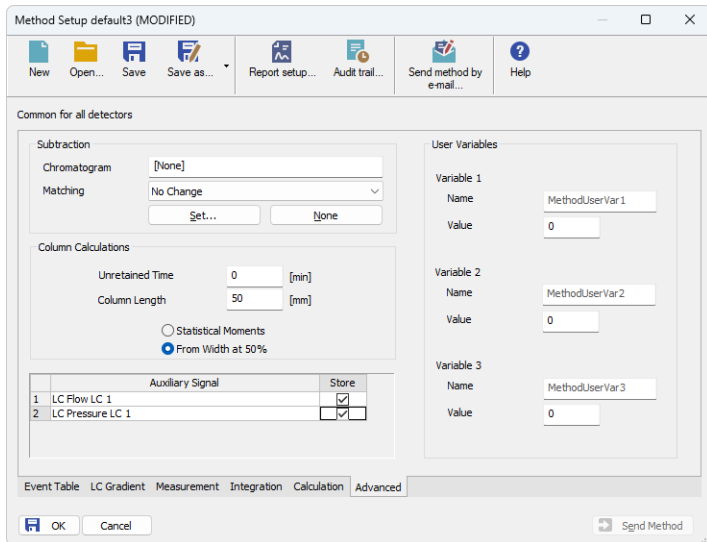 Method Setup default3 (MODIFIED)
New Open... Save Save as... Report setup... Audit trail... Send method by e-mail... Help
Common for all detectors
Subtraction
Chromatogram [None]
Matching No Change
Set... None
Column Calculations
Unretained Time 0 [min]
Column Length 50 [mm]
Statistical Moments
From Width at 50%
Auxiliary Signal Store
1 LC Flow LC 1
2 LC Pressure LC 1
User Variables
Variable 1
Name MethodUserVar1
Value 0
Variable 2
Name MethodUserVar2
Value 0
Variable 3
Name MethodUserVar3
Value 0
Event Table LC Gradient Measurement Integration Calculation Advanced
OK Cancel Send Method